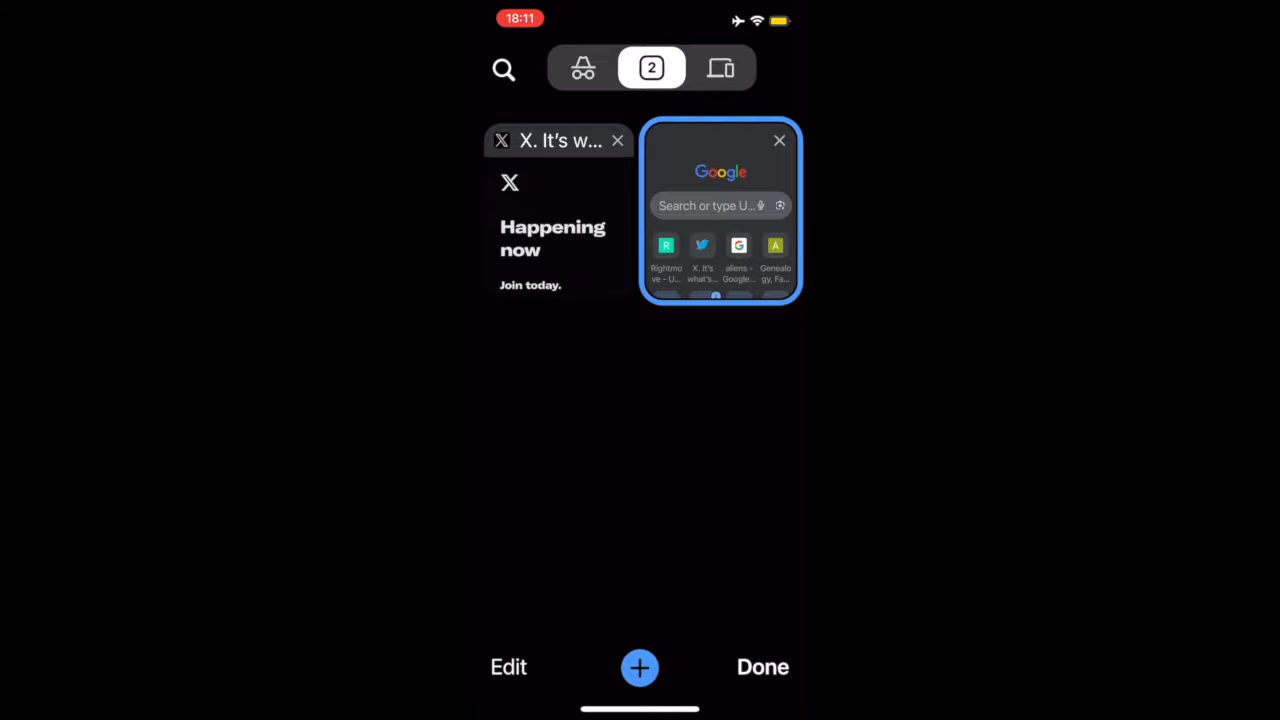 18:11
2
X. It's w...
Happening
now
Join today.
Google
Search or type U...
R
G
A
Rightmo
ve - U...
X. It's
what's...
aliens -
Google...
Genealo
gy, Fa...
Edit
Done